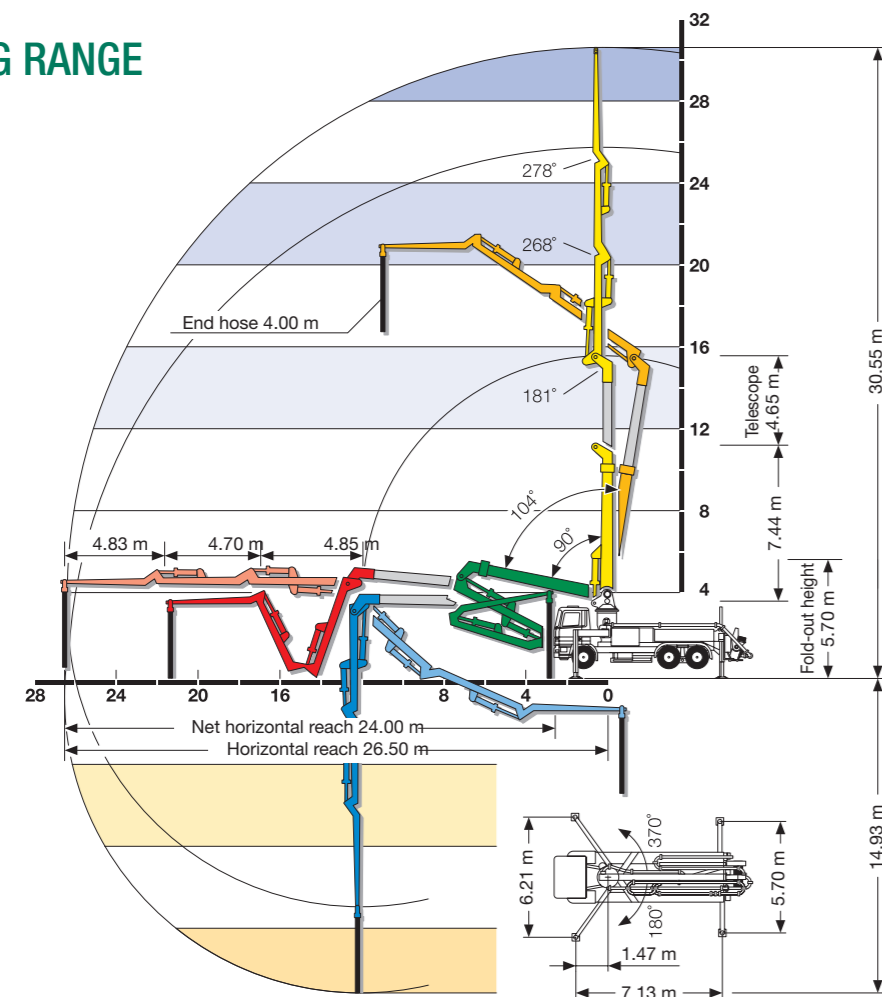 G RANGE
32
28
278°
24
268°
20
End hose 4.00 m
16
181°
Telescope
4.65 m
30.55 m
12
104°
8
90°
7.44 m
4.83 m
4.70 m
4.85 m
4
Fold-out height
5.70 m
28
24
20
16
12
8
4
0
Net horizontal reach 24.00 m
Horizontal reach 26.50 m
14.93 m
370°
6.21 m
5.70 m
180°
1.47 m
7.13 m